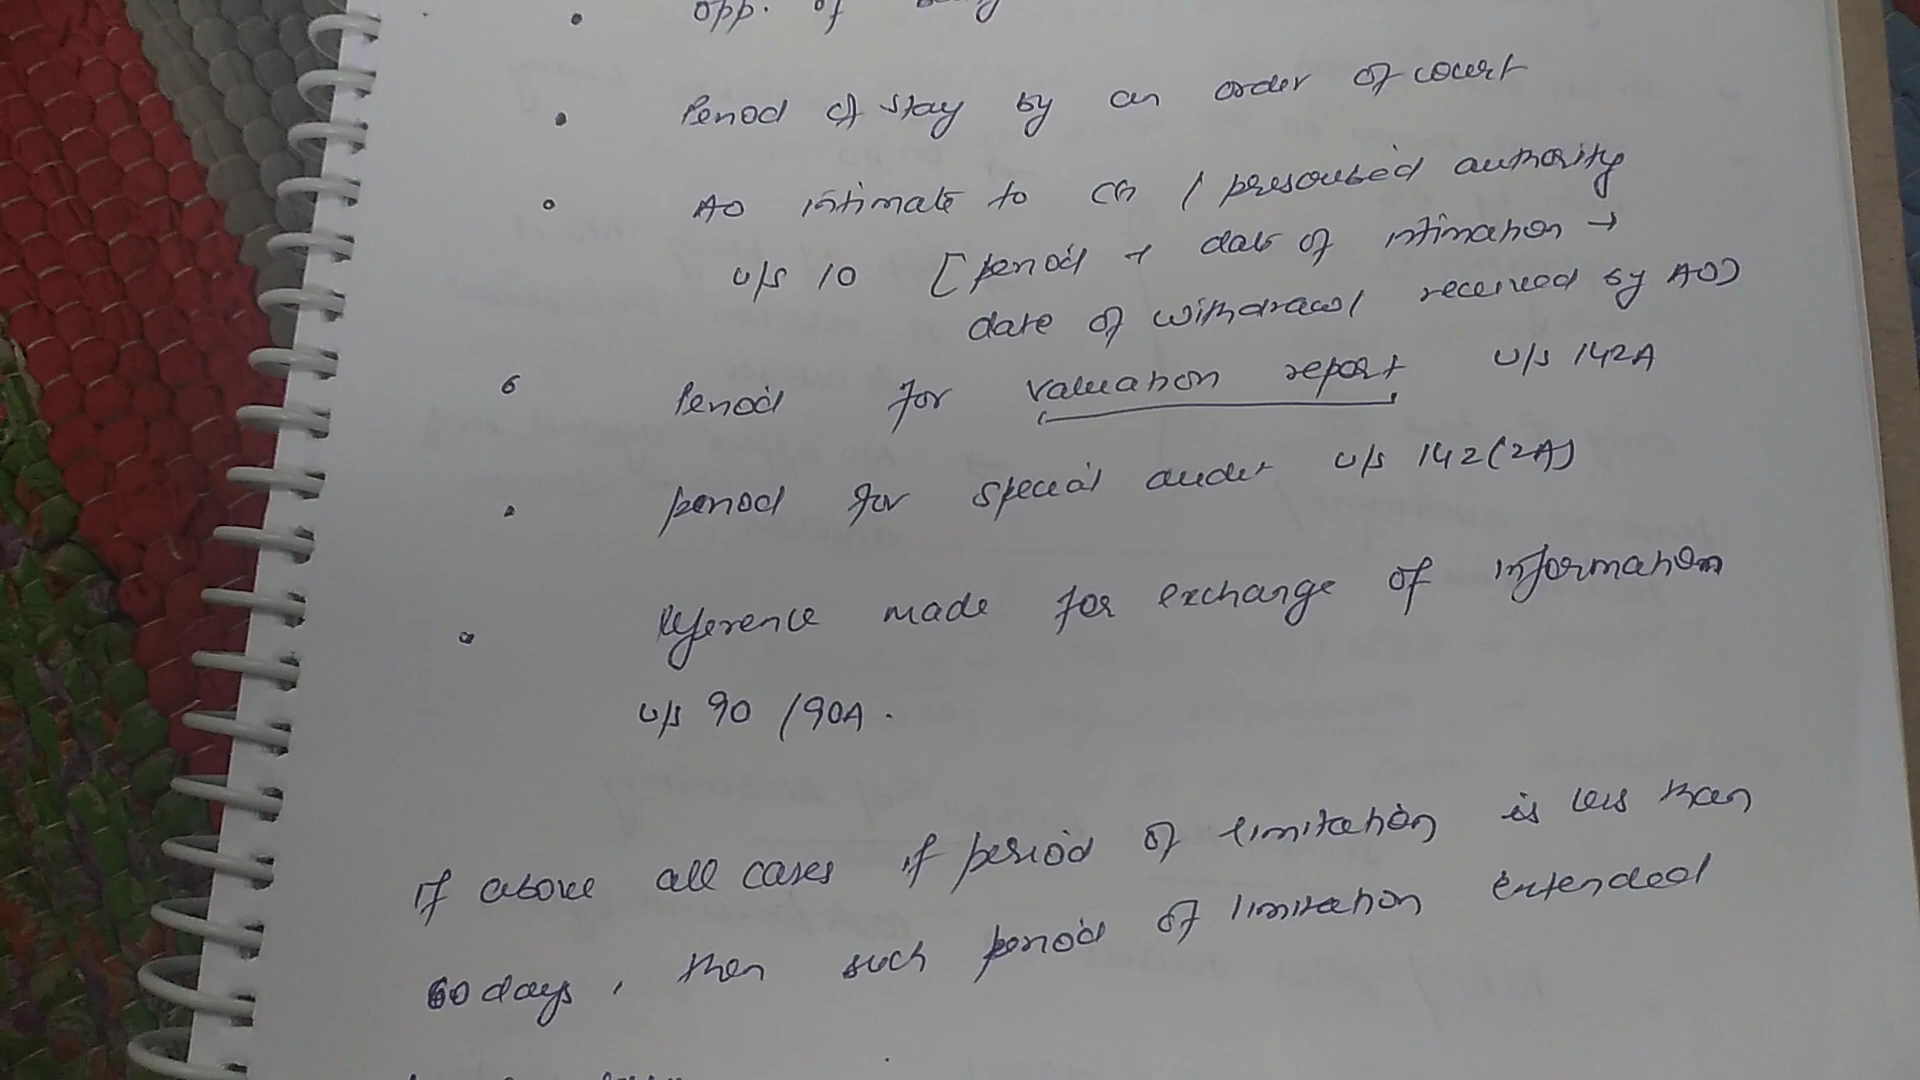 • opp. of
• Period of stay by an order of court
• AO intimate to CG / prescribed authority
u/s 10 [period → date of intimation →
date of withdrawl received by AO]
• Period for valuation report u/s 142A
• period for special audit u/s 142(2A)
• Reference made for exchange of information
u/s 90 /90A.
if above all cases if period of limitation is less than
60 days, then such period of limitation extended